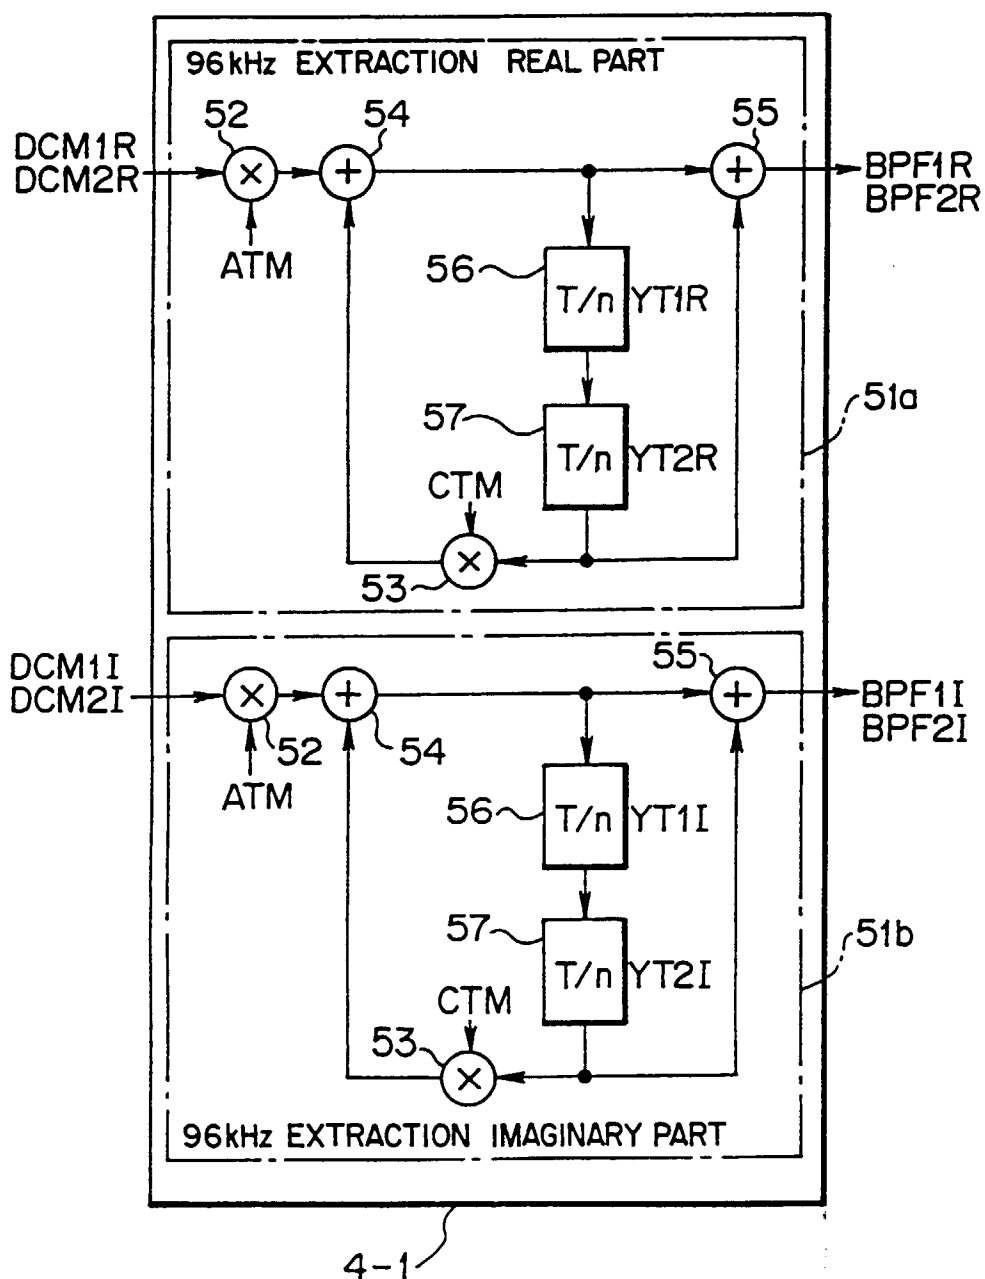 96kHz EXTRACTION REAL PART
52
54
55
DCM1R
DCM2R
×
+
+
BPF1R
BPF2R
ATM
56
T/n
YT1R
51a
57
T/n
YT2R
CTM
×
53
DCM1I
DCM2I
×
+
55
+
BPF1I
BPF2I
52
54
ATM
56
T/n
YT1I
57
T/n
YT2I
51b
CTM
53
×
96kHz EXTRACTION IMAGINARY PART
4-1